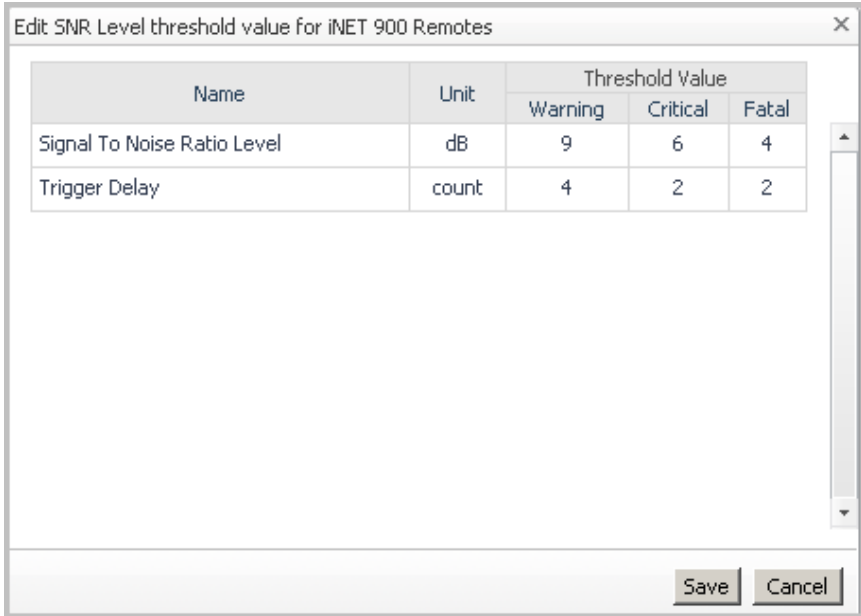 Edit SNR Level threshold value for iNET 900 Remotes
Name Unit Threshold Value
Warning Critical Fatal
Signal To Noise Ratio Level dB 9 6 4
Trigger Delay count 4 2 2
Save Cancel